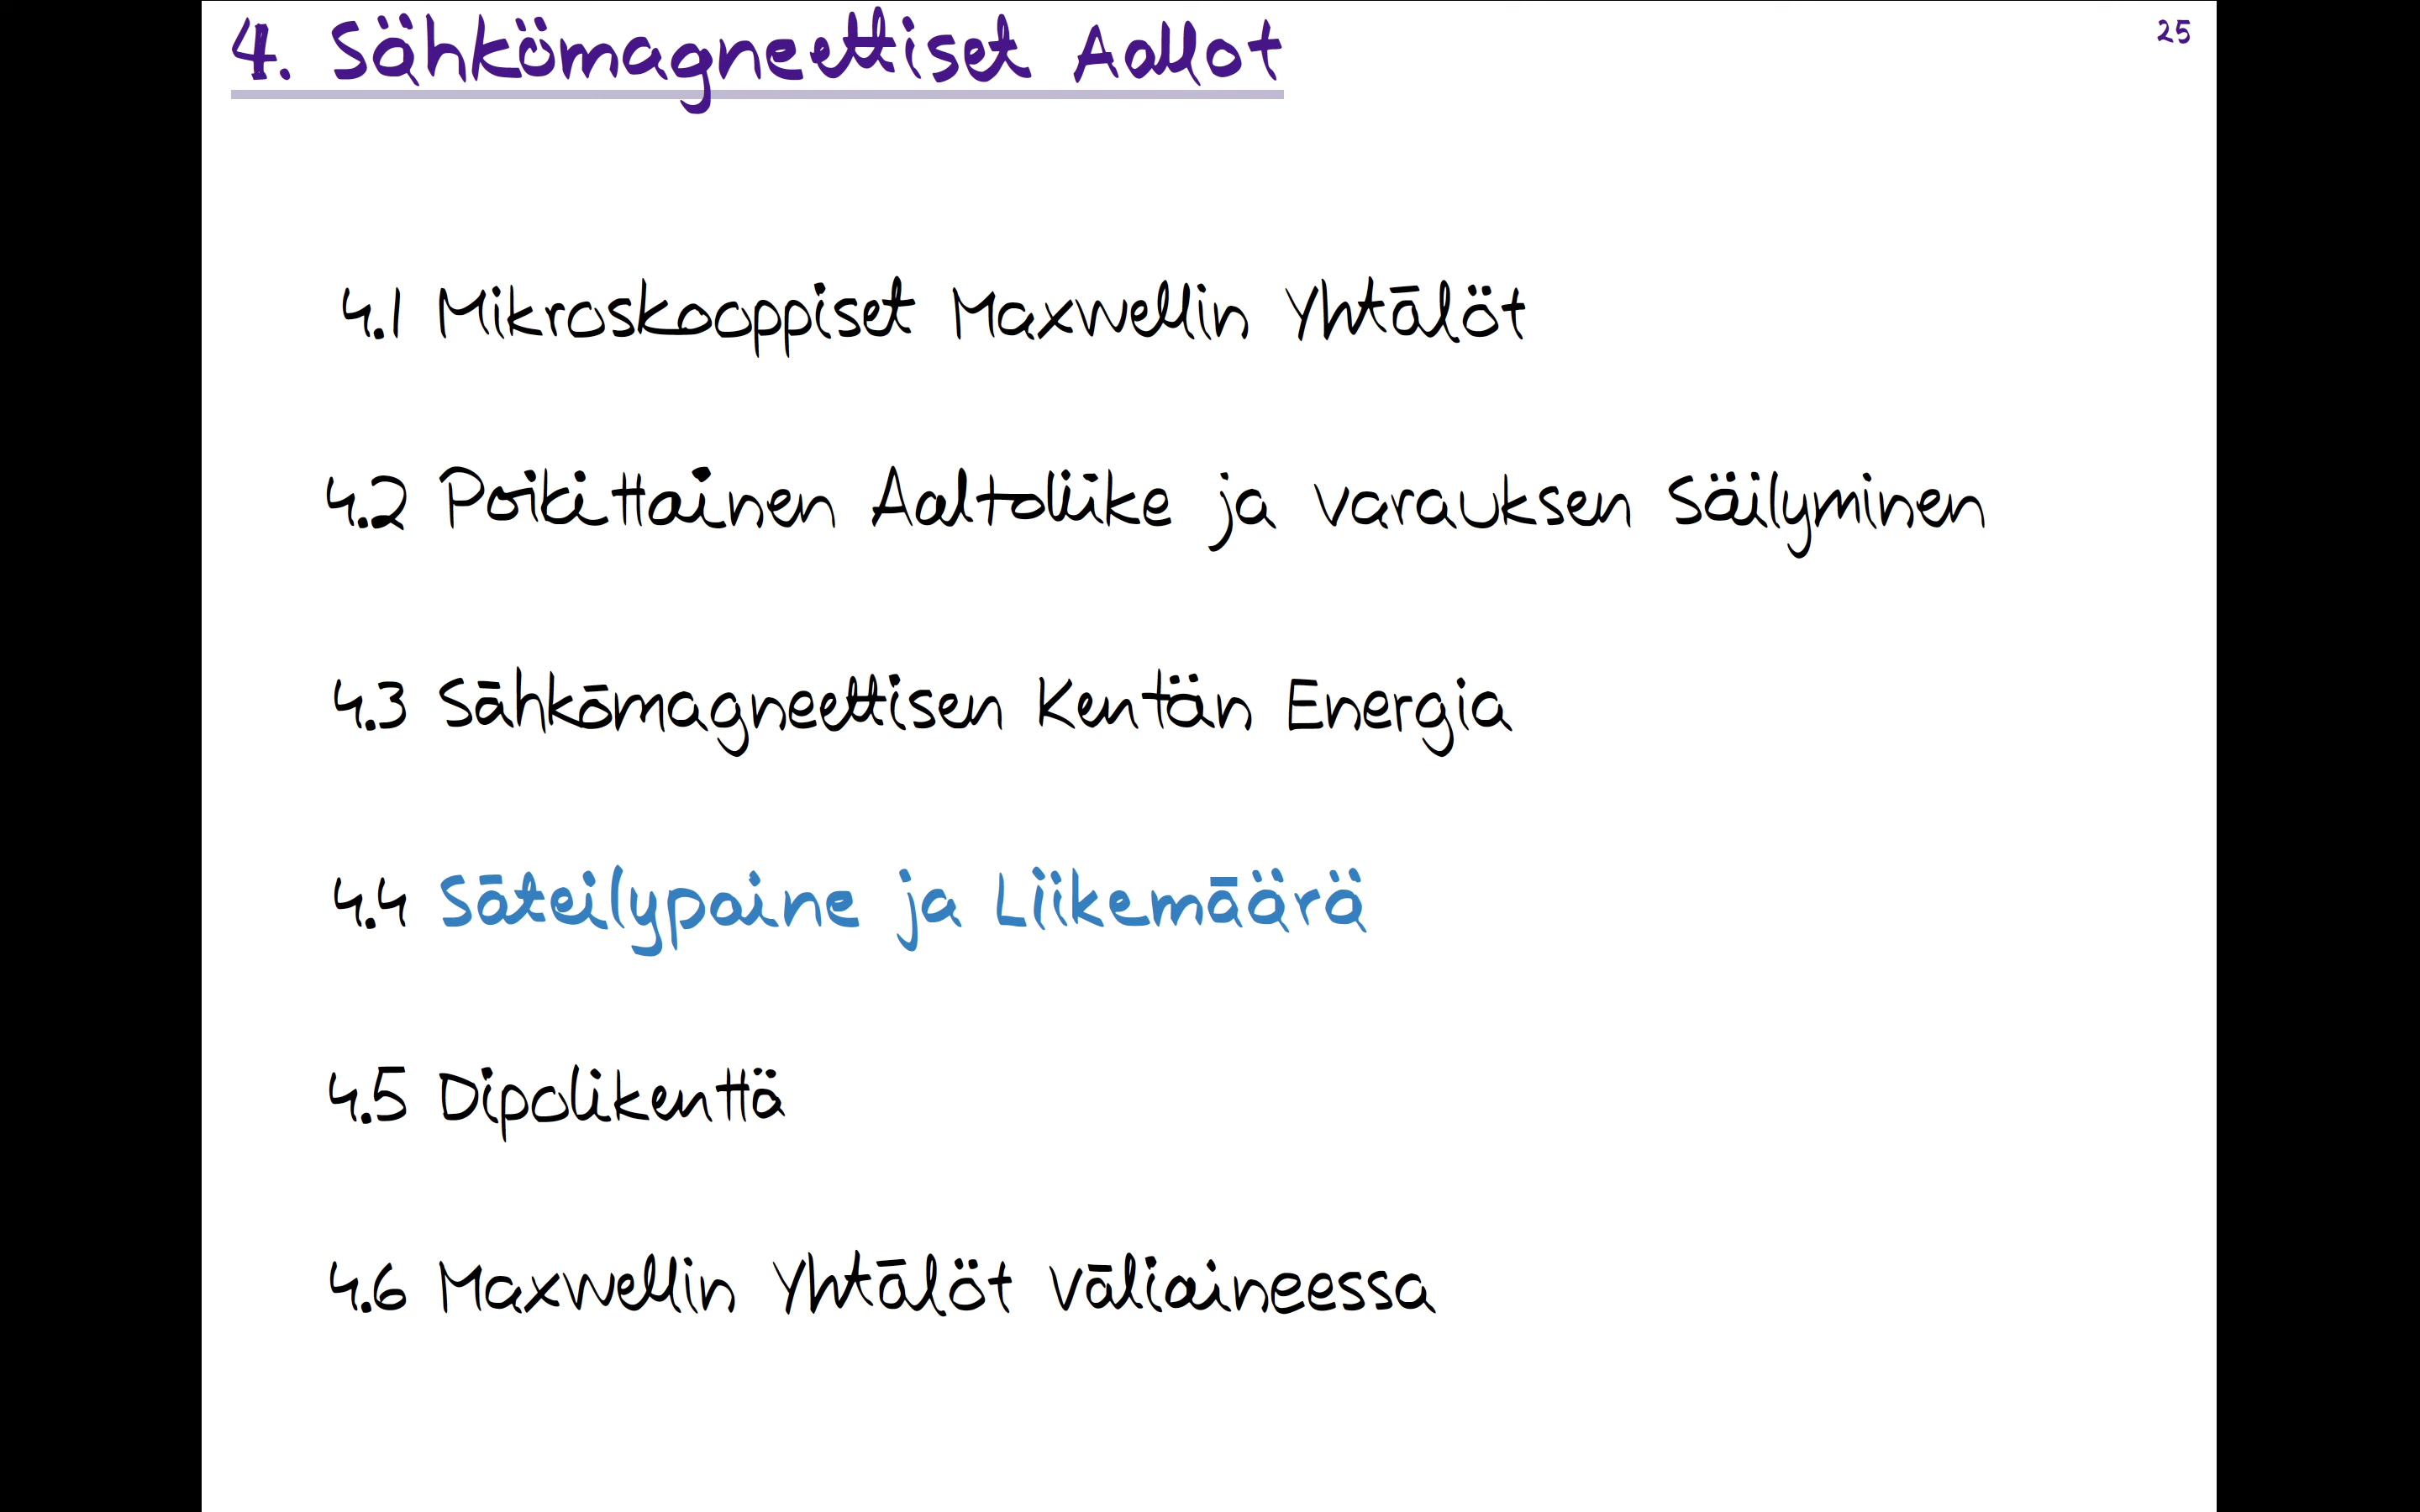 4. Sähkömagneettiset Aallot
25
4.1 Mikroskooppiset Maxwellin Yhtälöt
4.2 Poikittainen Aaltoliike ja Varauksen Säilyminen
4.3 Sähkömagneettisen Kentän Energia
4.4 Säteilypaine ja Liikemäärä
4.5 Dipolikenttä
4.6 Maxwellin Yhtälöt Väliaineessa